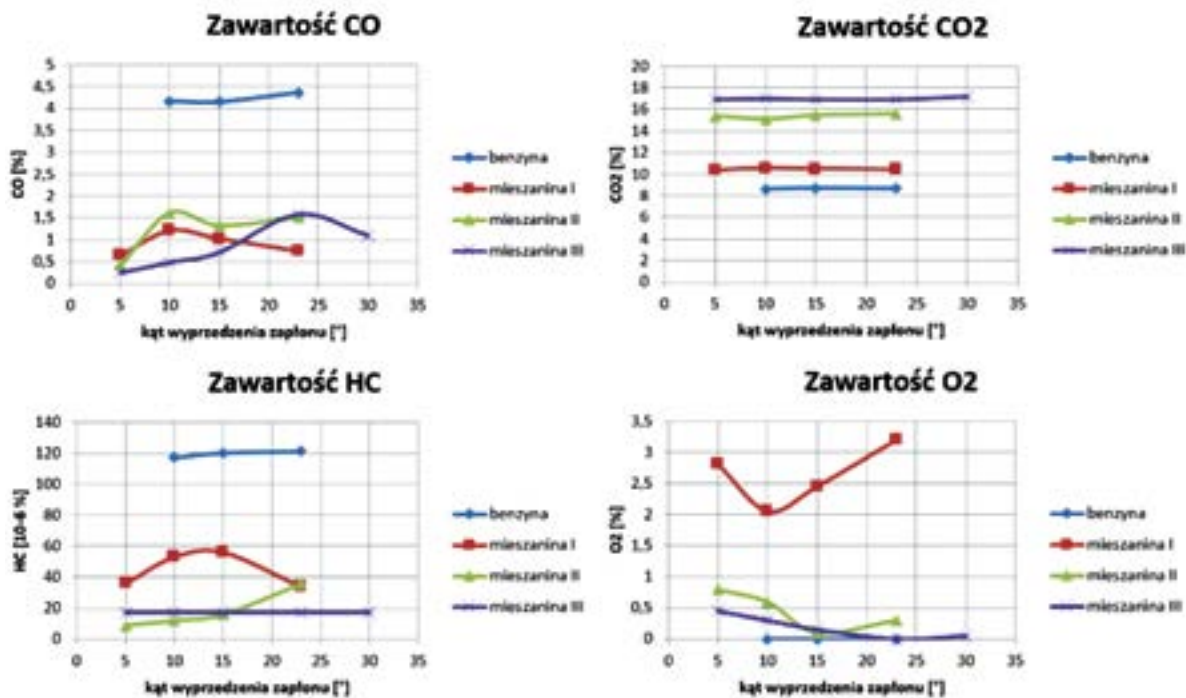 Zawartość CO
CO [%]
5
4,5
4
3,5
3
2,5
2
1,5
1
0,5
0
0 5 10 15 20 25 30 35
kąt wyprzedzenia zapłonu [°]
benzyna
mieszanina I
mieszanina II
mieszanina III
Zawartość CO2
CO2 [%]
20
18
16
14
12
10
8
6
4
2
0
0 5 10 15 20 25 30 35
kąt wyprzedzenia zapłonu [°]
benzyna
mieszanina I
mieszanina II
mieszanina III
Zawartość HC
HC [10-6 %]
140
120
100
80
60
40
20
0
0 5 10 15 20 25 30 35
kąt wyprzedzenia zapłonu [°]
benzyna
mieszanina I
mieszanina II
mieszanina III
Zawartość O2
O2 [%]
3,5
3
2,5
2
1,5
1
0,5
0
0 5 10 15 20 25 30 35
kąt wyprzedzenia zapłonu [°]
benzyna
mieszanina I
mieszanina II
mieszanina III